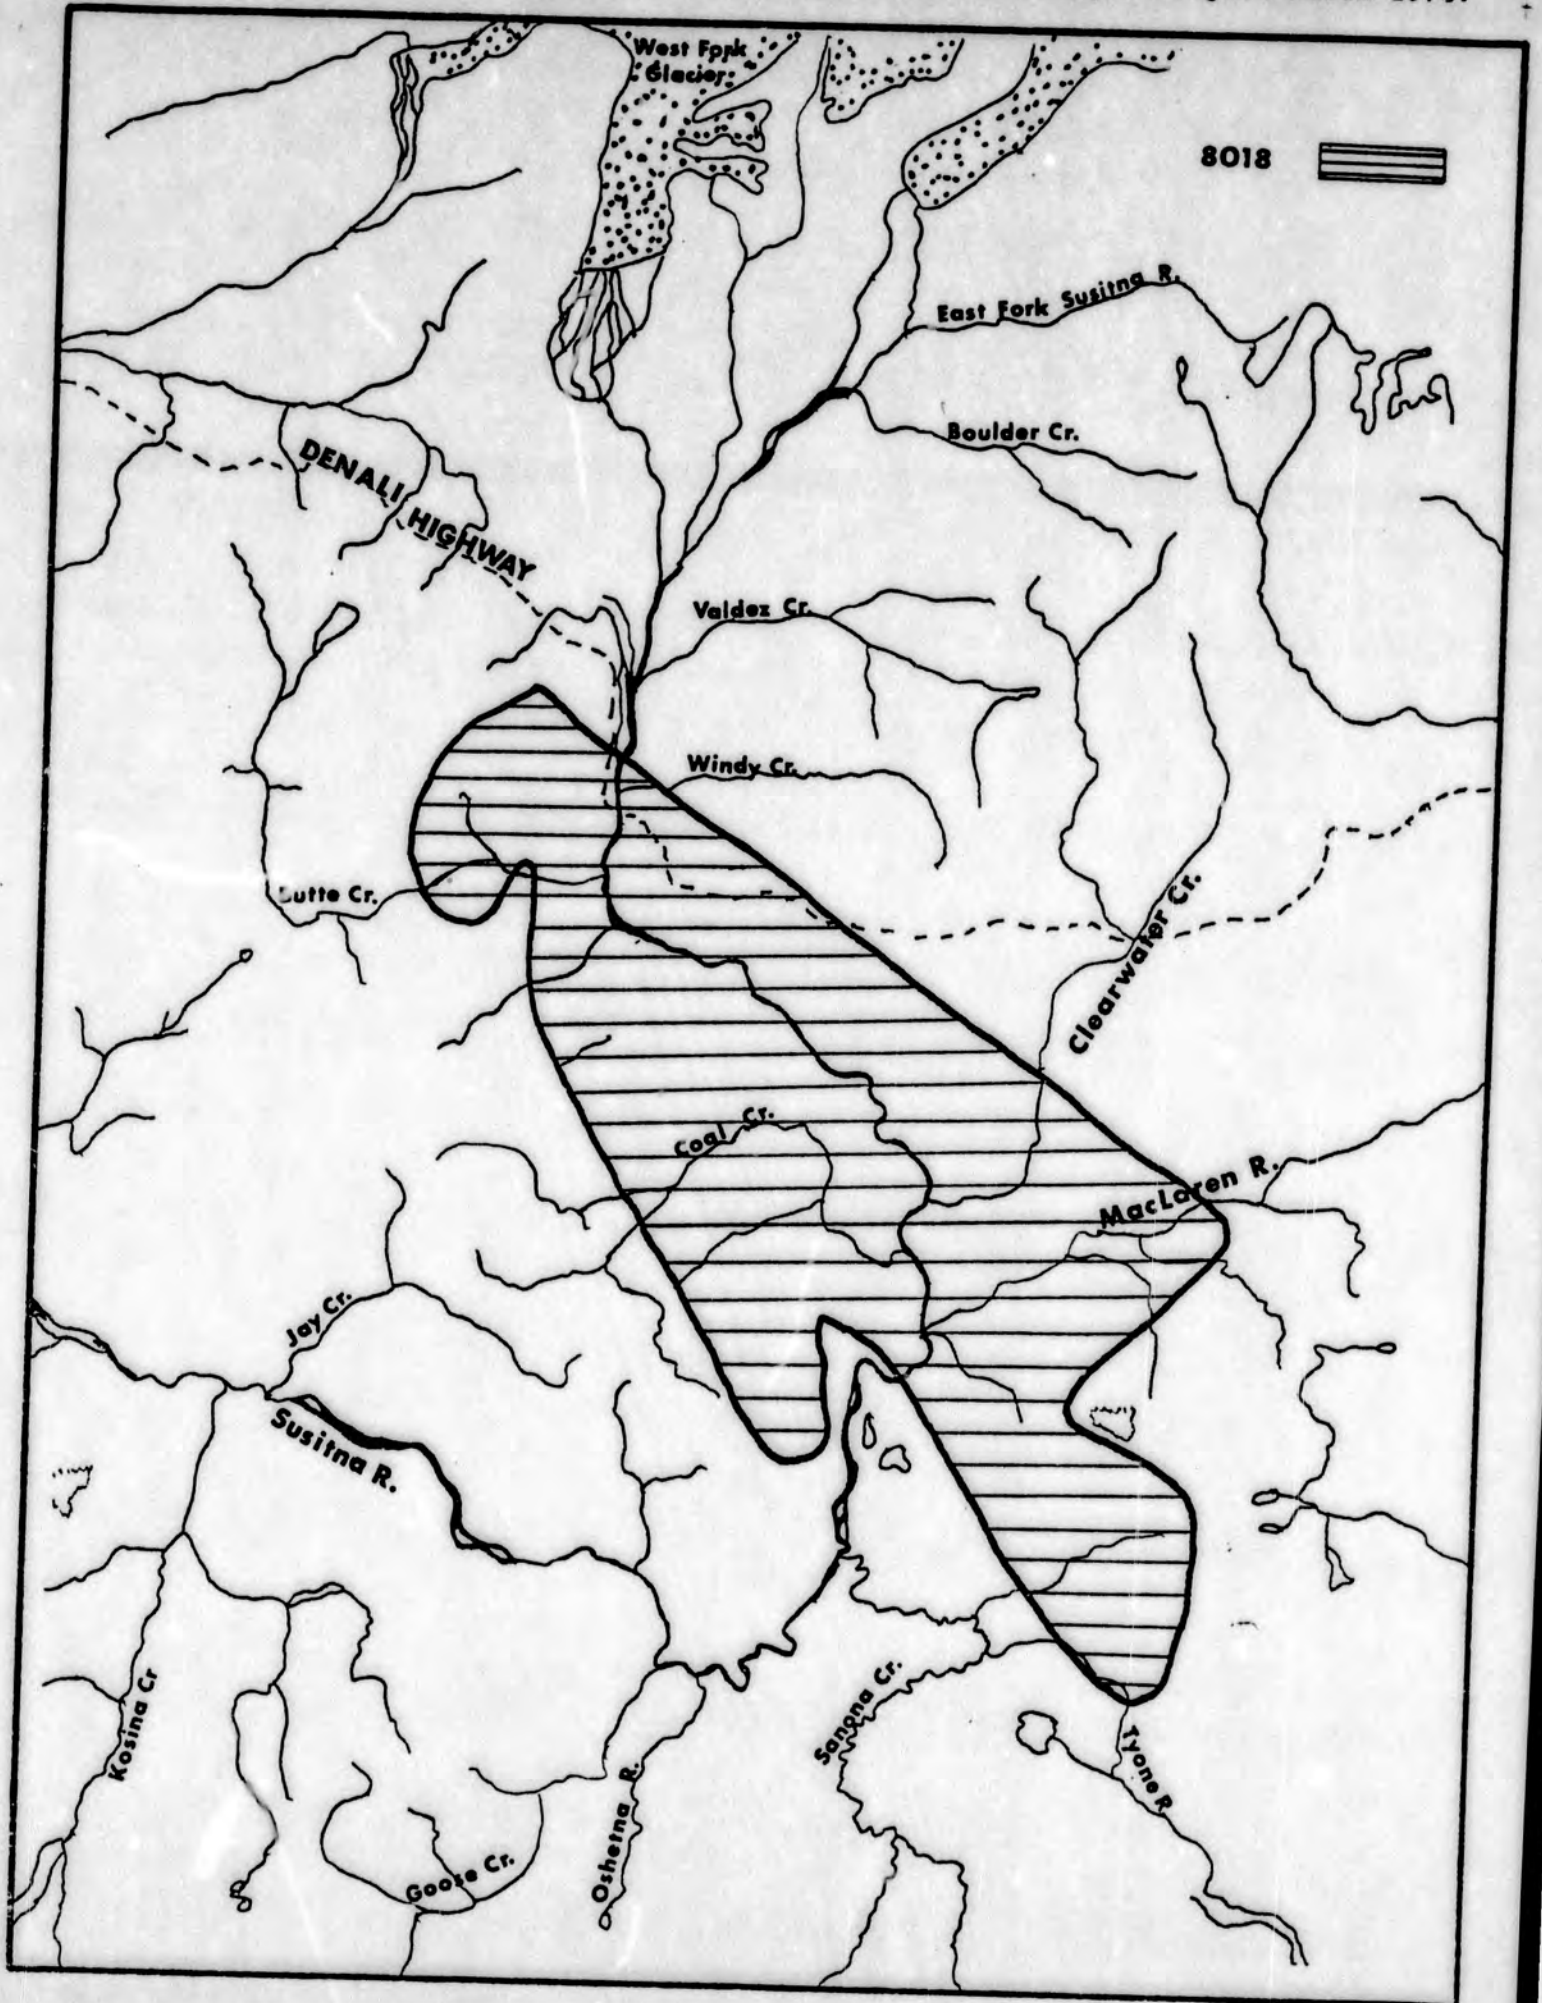 West Fork
Glacier
8018
East Fork Susitna R.
Boulder Cr.
DENALI HIGHWAY
Valdez Cr.
Windy Cr.
Butte Cr.
Clearwater Cr.
Coal Cr.
MacLaren R.
Jay Cr.
Susitna R.
Kosina Cr
Sanona Cr.
Tyone R
Oshetna R.
Goose Cr.